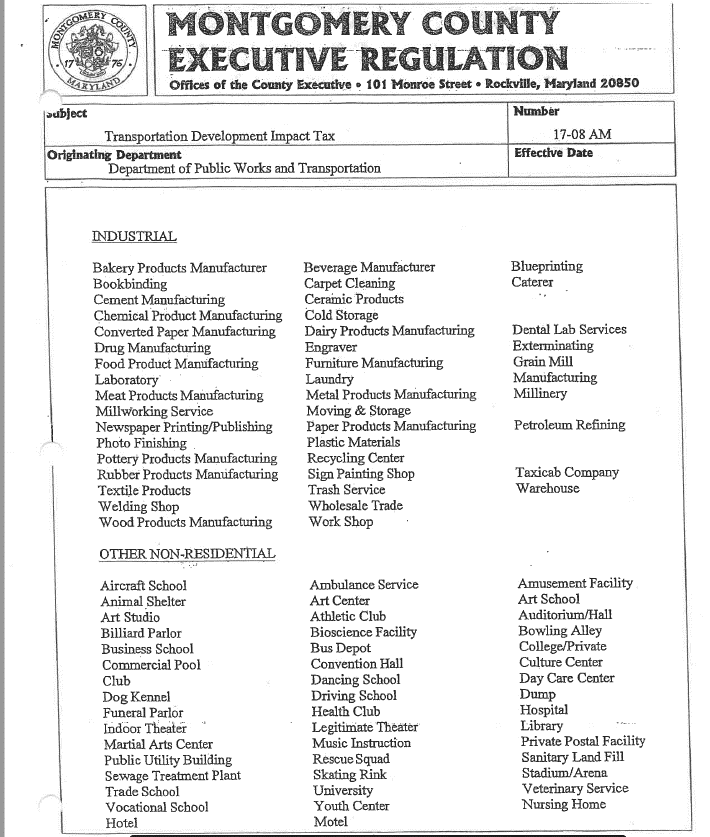 MONTGOMERY COUNTY
MARYLAND
17 76
MONTGOMERY COUNTY
EXECUTIVE REGULATION
Offices of the County Executive • 101 Monroe Street • Rockville, Maryland 20850
Subject
Number
Transportation Development Impact Tax 17-08 AM
Originating Department
Effective Date
Department of Public Works and Transportation
INDUSTRIAL
Bakery Products Manufacturer Beverage Manufacturer Blueprinting
Bookbinding Carpet Cleaning Caterer
Cement Manufacturing Ceramic Products
Chemical Product Manufacturing Cold Storage
Converted Paper Manufacturing Dairy Products Manufacturing Dental Lab Services
Drug Manufacturing Engraver Exterminating
Food Product Manufacturing Furniture Manufacturing Grain Mill
Laboratory Laundry Manufacturing
Meat Products Manufacturing Metal Products Manufacturing Millinery
Millworking Service Moving & Storage
Newspaper Printing/Publishing Paper Products Manufacturing Petroleum Refining
Photo Finishing Plastic Materials
Pottery Products Manufacturing Recycling Center
Rubber Products Manufacturing Sign Painting Shop Taxicab Company
Textile Products Trash Service Warehouse
Welding Shop Wholesale Trade
Wood Products Manufacturing Work Shop
OTHER NON-RESIDENTIAL
Aircraft School Ambulance Service Amusement Facility
Animal Shelter Art Center Art School
Art Studio Athletic Club Auditorium/Hall
Billiard Parlor Bioscience Facility Bowling Alley
Business School Bus Depot College/Private
Commercial Pool Convention Hall Culture Center
Club Dancing School Day Care Center
Dog Kennel Driving School Dump
Funeral Parlor Health Club Hospital
Indoor Theater Legitimate Theater Library
Martial Arts Center Music Instruction Private Postal Facility
Public Utility Building Rescue Squad Sanitary Land Fill
Sewage Treatment Plant Skating Rink Stadium/Arena
Trade School University Veterinary Service
Vocational School Youth Center Nursing Home
Hotel Motel